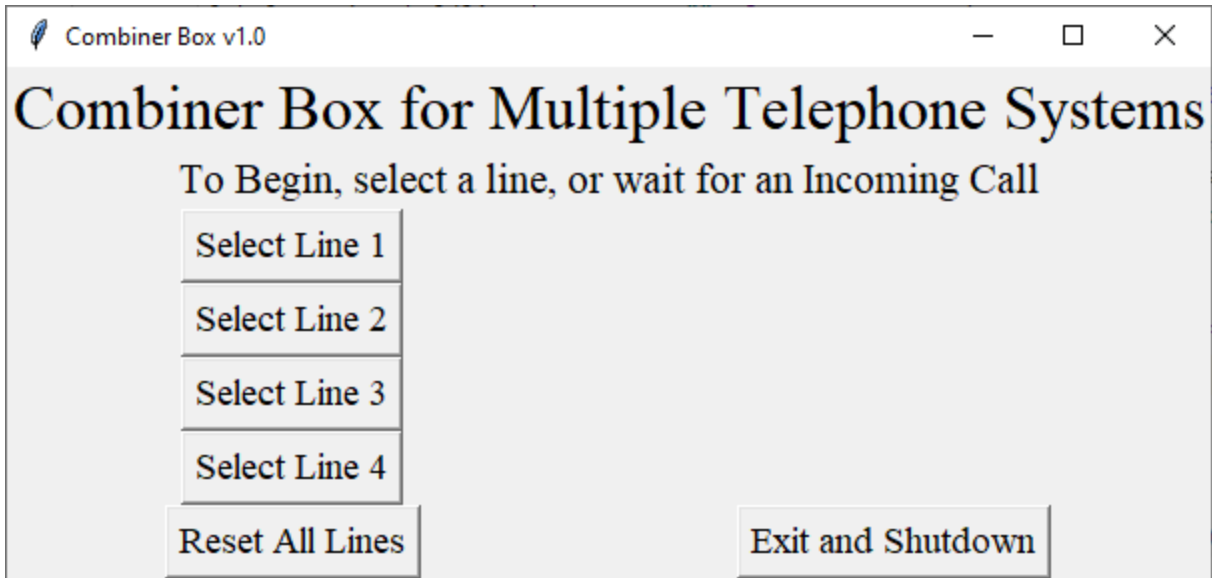 Combiner Box v1.0
Combiner Box for Multiple Telephone Systems
To Begin, select a line, or wait for an Incoming Call
Select Line 1
Select Line 2
Select Line 3
Select Line 4
Reset All Lines Exit and Shutdown